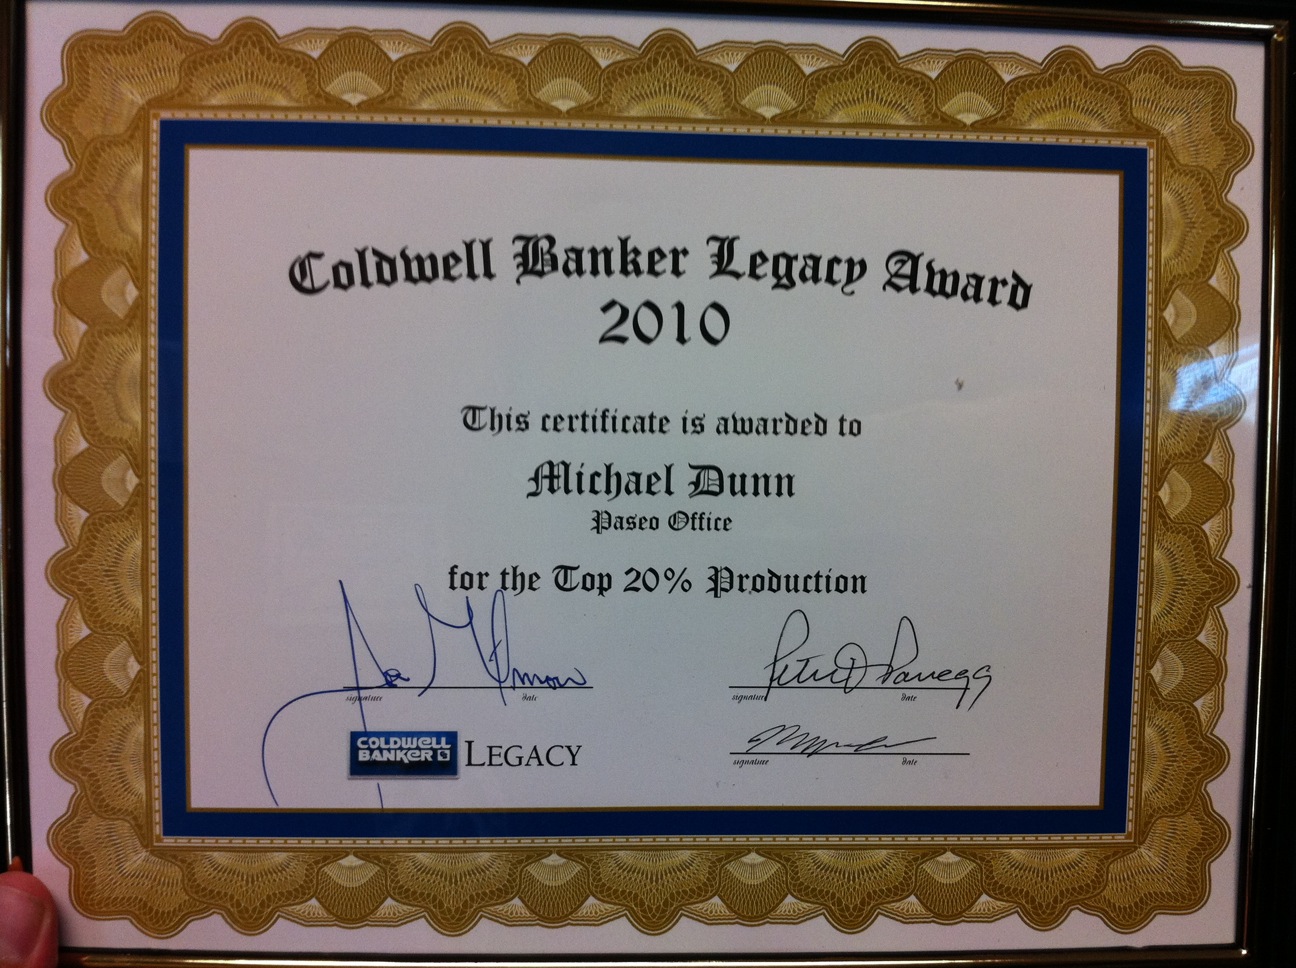 Coldwell Banker Legacy Award
2010
This certificate is awarded to
Michael Dunn
Paseo Office
for the Top 20% Production
signature date
signature date
COLDWELL
BANKER LEGACY
signature date